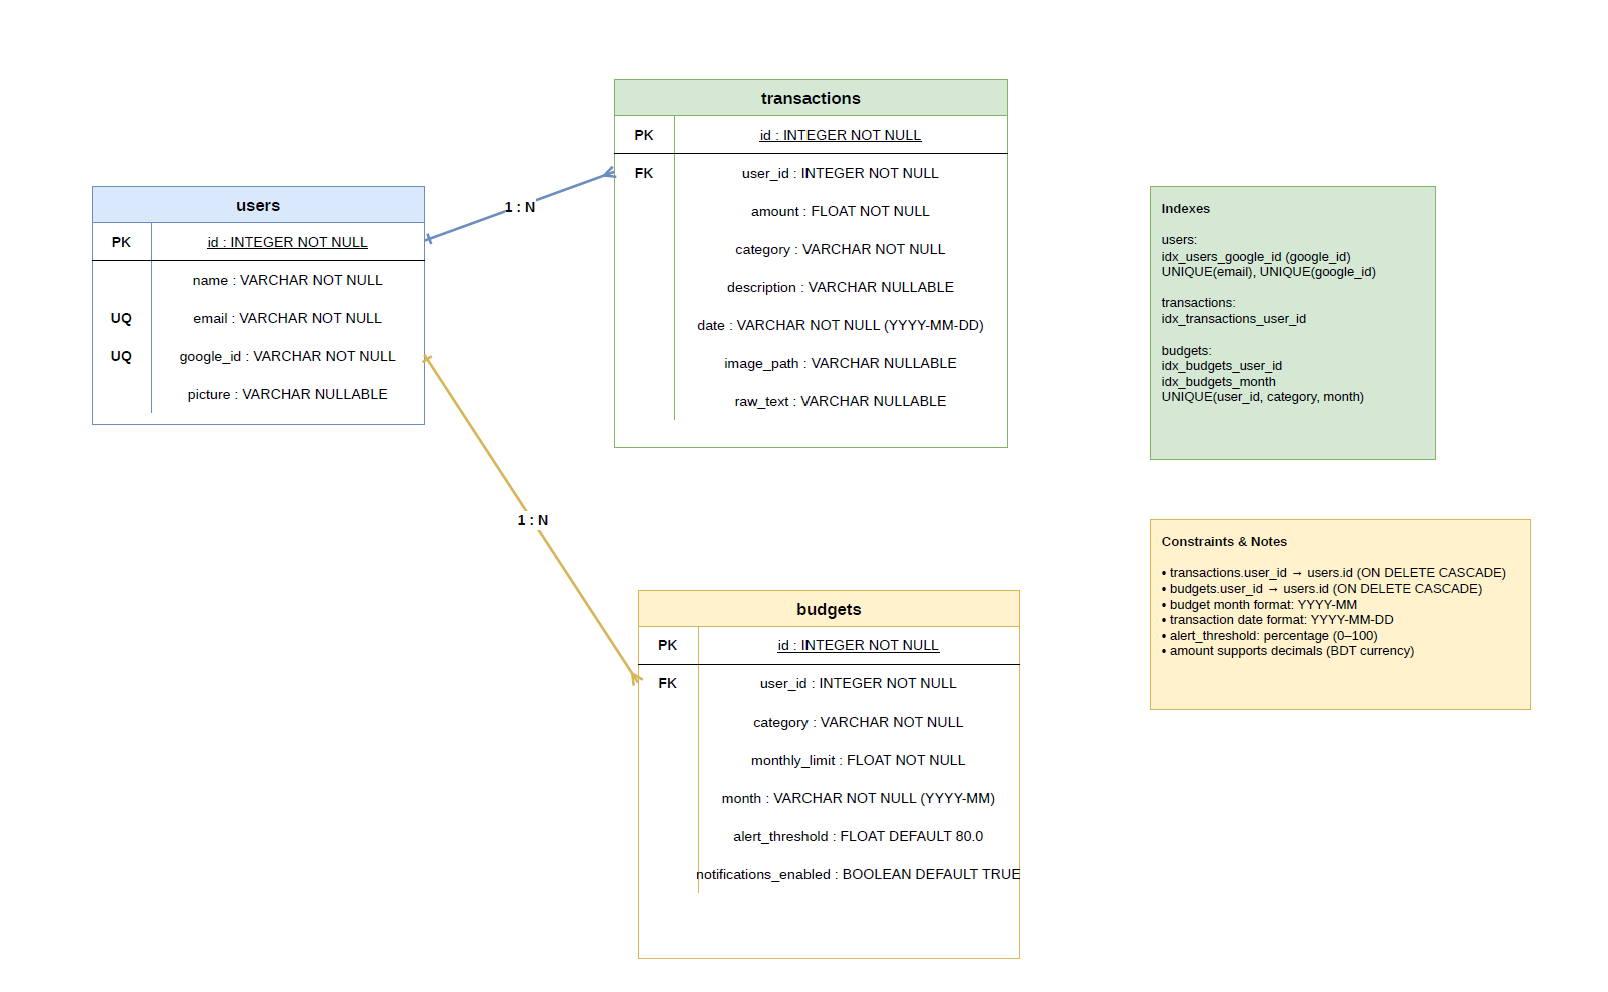 users
PK id : INTEGER NOT NULL
name : VARCHAR NOT NULL
UQ email : VARCHAR NOT NULL
UQ google_id : VARCHAR NOT NULL
picture : VARCHAR NULLABLE
1 : N
transactions
PK id : INTEGER NOT NULL
FK user_id : INTEGER NOT NULL
amount : FLOAT NOT NULL
category : VARCHAR NOT NULL
description : VARCHAR NULLABLE
date : VARCHAR NOT NULL (YYYY-MM-DD)
image_path : VARCHAR NULLABLE
raw_text : VARCHAR NULLABLE
1 : N
budgets
PK id : INTEGER NOT NULL
FK user_id : INTEGER NOT NULL
category : VARCHAR NOT NULL
monthly_limit : FLOAT NOT NULL
month : VARCHAR NOT NULL (YYYY-MM)
alert_threshold : FLOAT DEFAULT 80.0
notifications_enabled : BOOLEAN DEFAULT TRUE
Indexes
users:
idx_users_google_id (google_id)
UNIQUE(email), UNIQUE(google_id)
transactions:
idx_transactions_user_id
budgets:
idx_budgets_user_id
idx_budgets_month
UNIQUE(user_id, category, month)
Constraints & Notes
• transactions.user_id → users.id (ON DELETE CASCADE)
• budgets.user_id → users.id (ON DELETE CASCADE)
• budget month format: YYYY-MM
• transaction date format: YYYY-MM-DD
• alert_threshold: percentage (0–100)
• amount supports decimals (BDT currency)